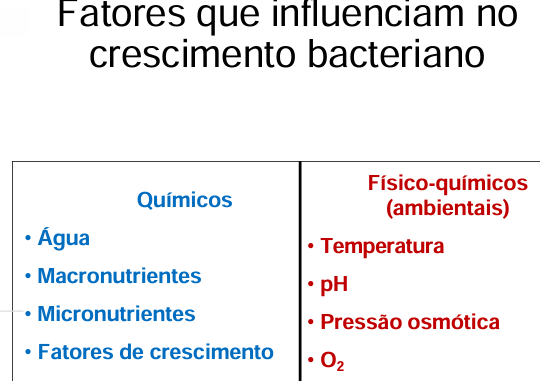 Fatores que influenciam no
crescimento bacteriano
Químicos
• Água
• Macronutrientes
• Micronutrientes
• Fatores de crescimento
Físico-químicos
(ambientais)
• Temperatura
• pH
• Pressão osmótica
• O₂